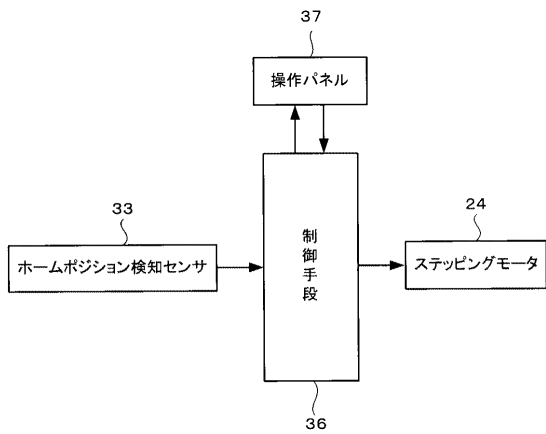 37
操作パネル
33
ホームポジション検知センサ
制御手段
24
ステッピングモータ
36